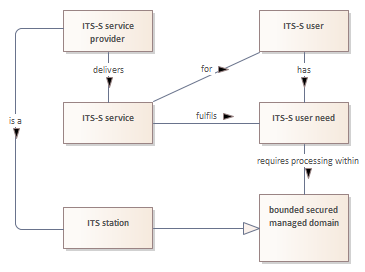 ITS-S service
provider
ITS-S user
delivers
for
has
is a
ITS-S service
fulfils
ITS-S user need
requires processing within
ITS station
bounded secured
managed domain